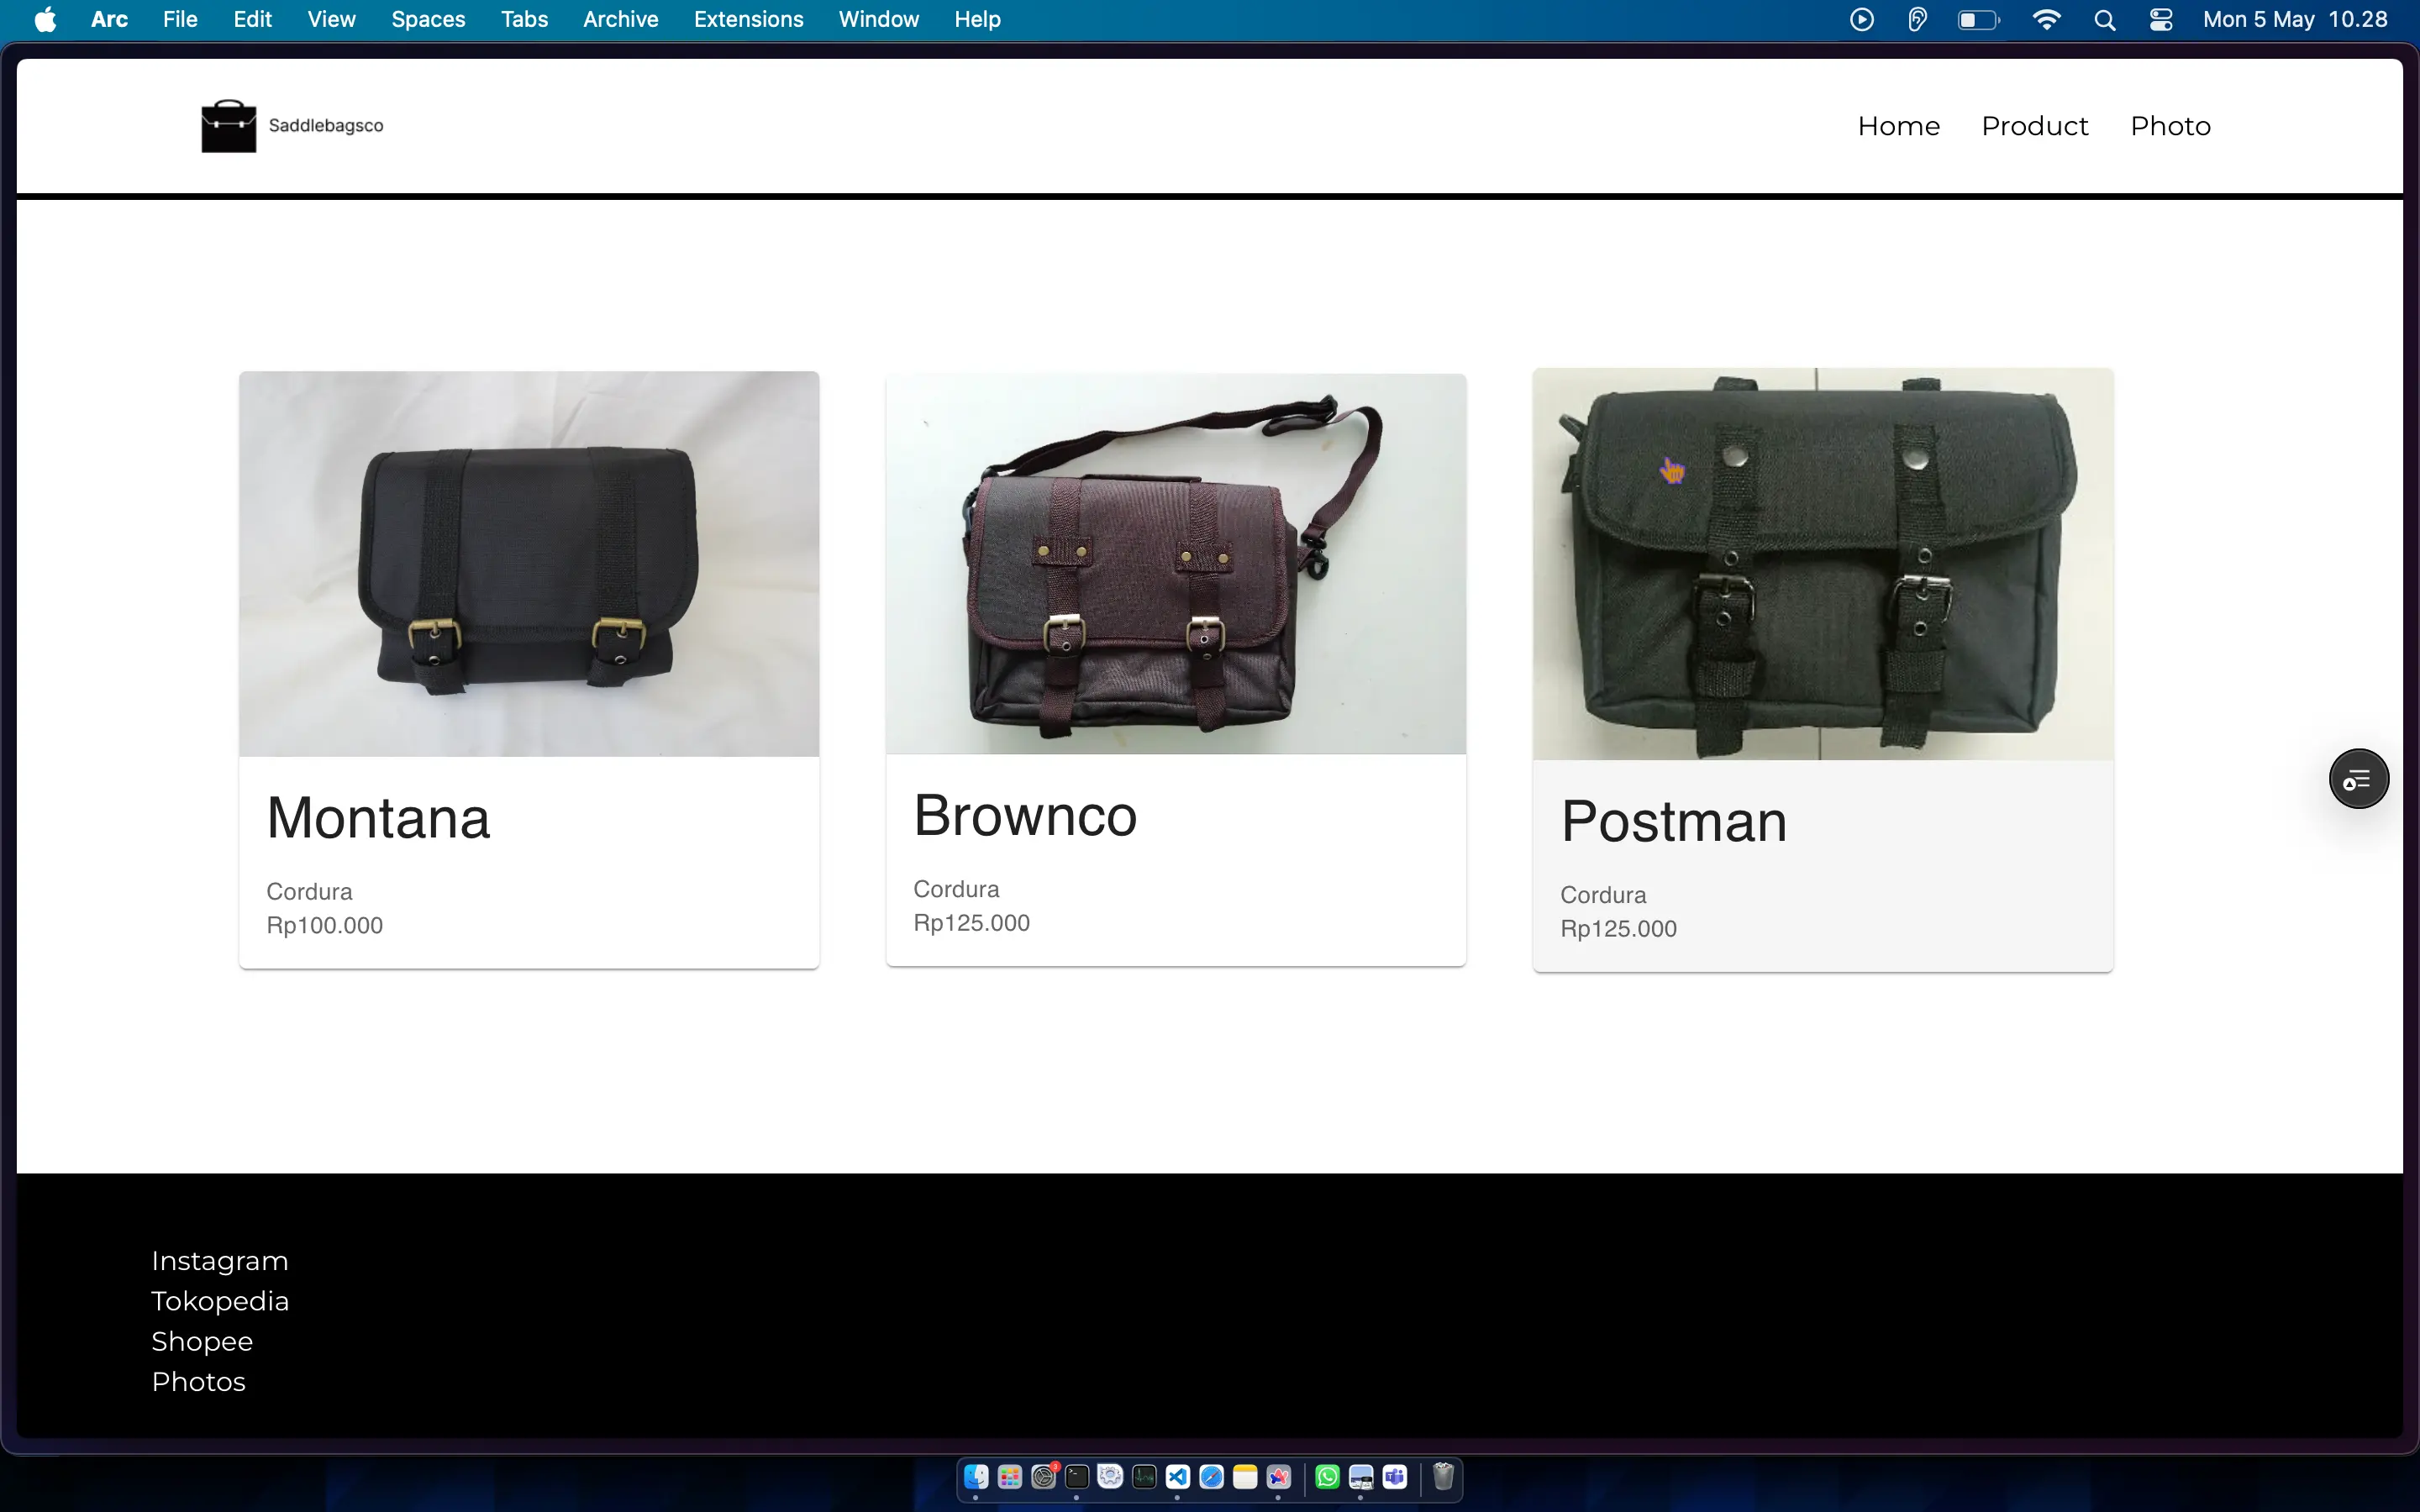 Arc File Edit View Spaces Tabs Archive Extensions Window Help Mon 5 May 10.28
Saddlebagsco Home Product Photo
Montana
Cordura
Rp100.000
Brownco
Cordura
Rp125.000
Postman
Cordura
Rp125.000
Instagram
Tokopedia
Shopee
Photos
3